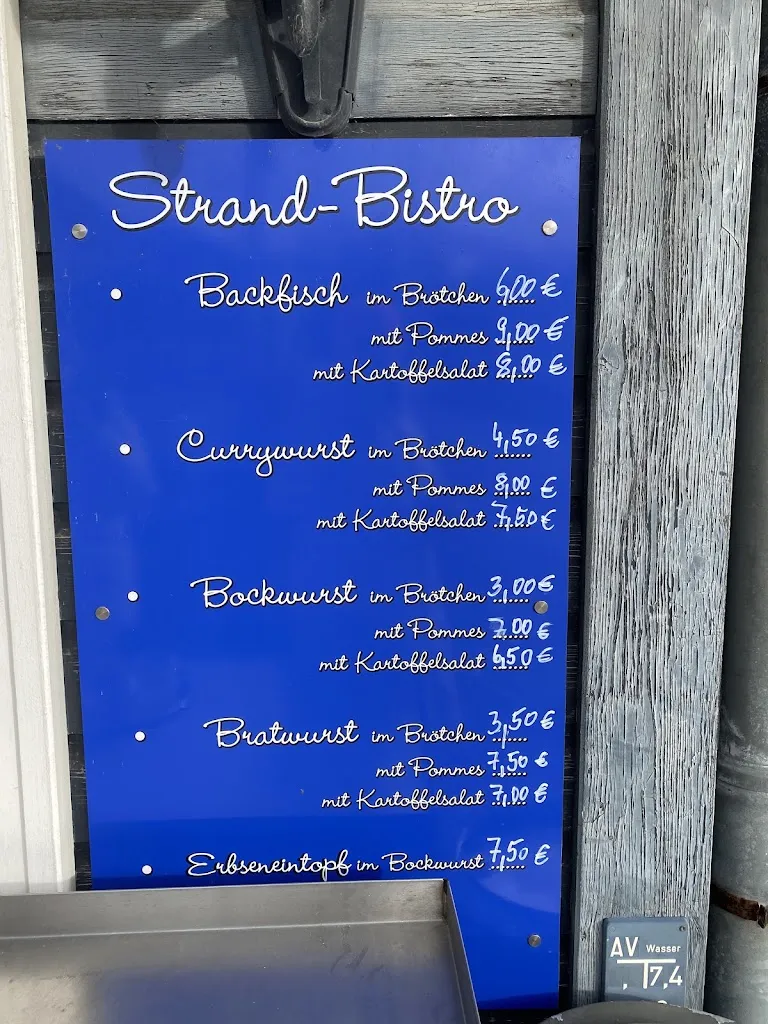 Strand-Bistro
Backfisch im Brötchen 6,00 €
mit Pommes 9,00 €
mit Kartoffelsalat 8,00 €
Currywurst im Brötchen 4,50 €
mit Pommes 8,00 €
mit Kartoffelsalat 7,50 €
Bockwurst im Brötchen 3,00 €
mit Pommes 7,00 €
mit Kartoffelsalat 6,50 €
Bratwurst im Brötchen 3,50 €
mit Pommes 7,50 €
mit Kartoffelsalat 7,00 €
Erbseneintopf im Bockwurst 7,50 €
AV Wasser
, 7,4